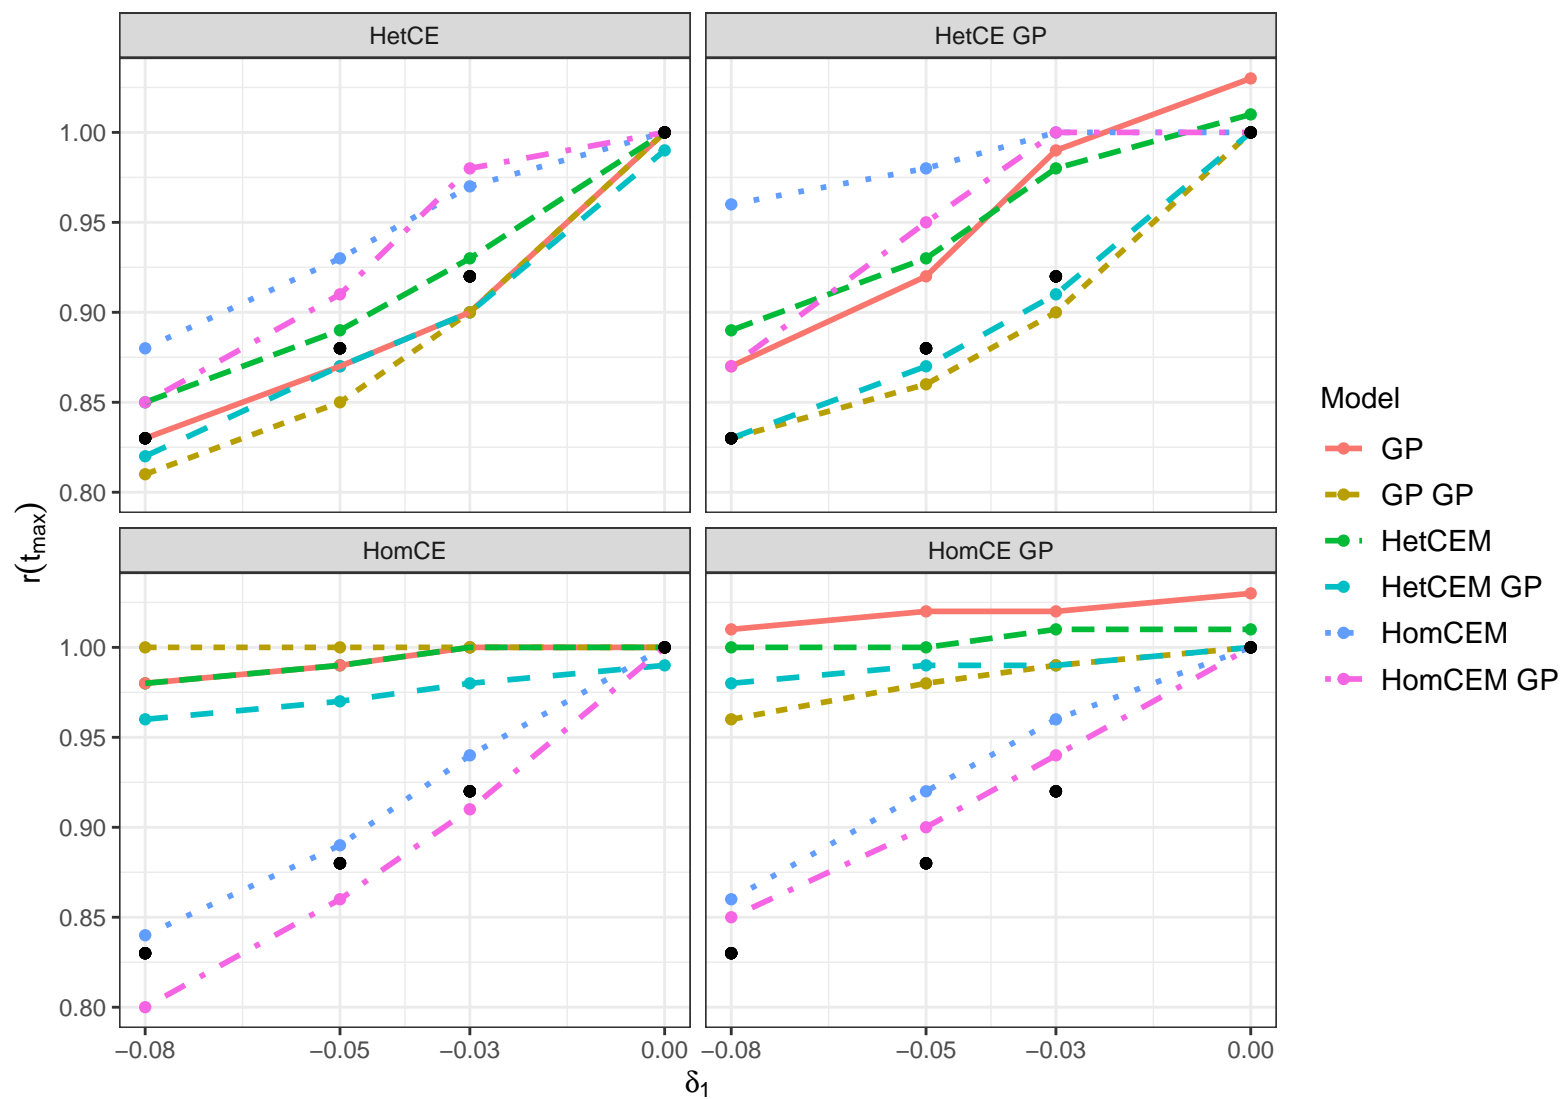 HetCE
HetCE GP
1.00
0.95
0.90
0.85
0.80
HomCE
HomCE GP
1.00
0.95
0.90
0.85
0.80
−0.08
−0.05
−0.03
0.00
−0.08
−0.05
−0.03
0.00
δ1
r(tmax)
Model
GP
GP GP
HetCEM
HetCEM GP
HomCEM
HomCEM GP